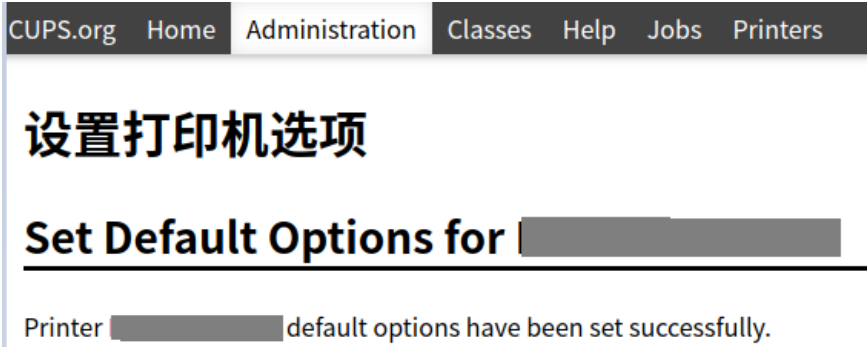 CUPS.org Home Administration Classes Help Jobs Printers
设置打印机选项
Set Default Options for
Printer default options have been set successfully.